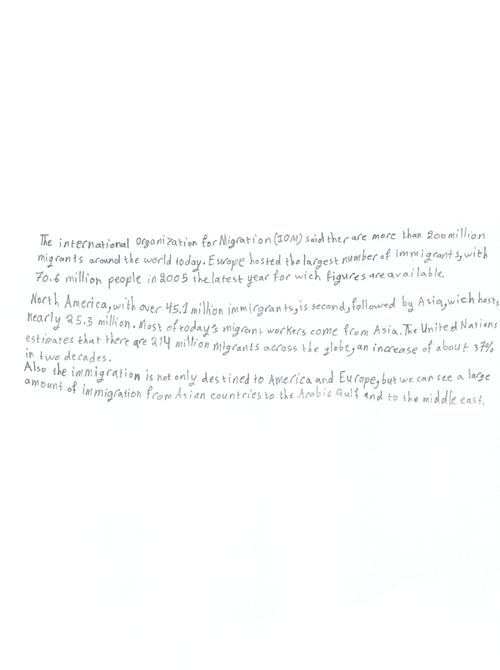 The international Organization for Migration (IOM) said ther are more than 200 million
migrants around the world today. Europe hosted the largest number of immigrants, with
70.6 million people in 2005 the latest year for wich figures are available.
North America, with over 45.1 million immirgrants, is second, followed by Asia, wich hosts
nearly 25.3 million. Most of today's migrant workers come from Asia. The United Nations
estimates that there are 214 million migrants across the globe, an increase of about 37%
in two decades.
Also the immigration is not only destined to America and Europe, but we can see a large
amount of immigration from Asian countries to the Arabic Gulf and to the middle east.